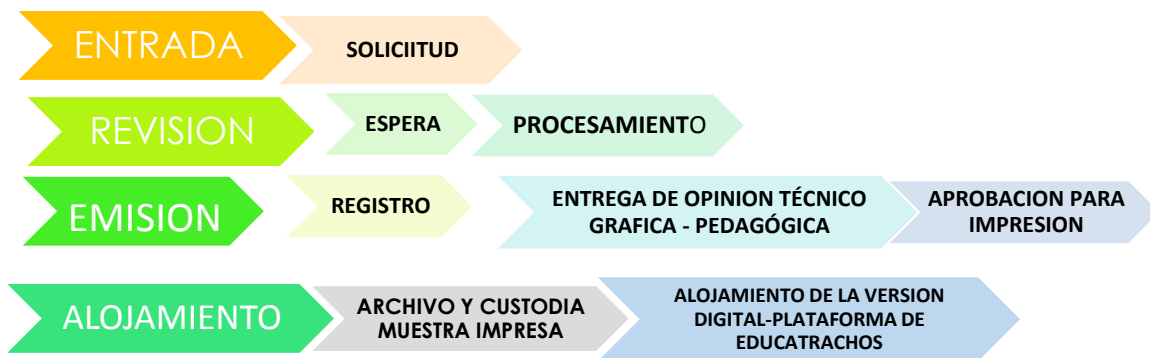 ENTRADA
SOLICIITUD
REVISION
ESPERA
PROCESAMIENTO
EMISION
REGISTRO
ENTREGA DE OPINION TÉCNICO
GRAFICA - PEDAGÓGICA
APROBACION PARA
IMPRESION
ALOJAMIENTO
ARCHIVO Y CUSTODIA
MUESTRA IMPRESA
ALOJAMIENTO DE LA VERSION
DIGITAL-PLATAFORMA DE
EDUCATRACHOS